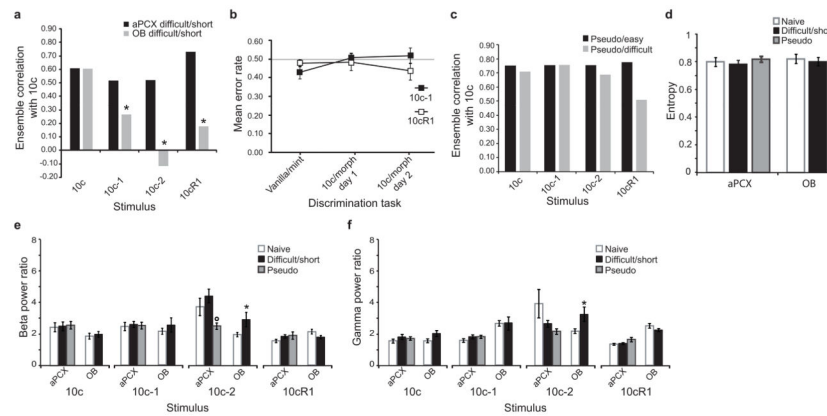 a
aPCX difficult/short
OB difficult/short
Ensemble correlation
with 10c
0.90
0.80
0.70
0.60
0.50
0.40
0.30
0.20
0.10
0.00
-0.10
-0.20
*
*
*
10c
10c-1
10c-2
10cR1
Stimulus
b
Mean error rate
0.60
0.50
0.40
0.30
0.20
0.10
0
10c-1
10cR1
Vanilla/mint
10c/morph
day 1
10c/morph
day 2
Discrimination task
c
Pseudo/easy
Pseudo/difficult
Ensemble correlation
with 10c
0.90
0.80
0.70
0.60
0.50
0.40
0.30
0.20
0.10
0.00
10c
10c-1
10c-2
10cR1
Stimulus
d
Naive
Difficult/short
Pseudo
Entropy
1.0
0.8
0.6
0.4
0.2
0
aPCX
OB
e
Naive
Difficult/short
Pseudo
Beta power ratio
8
6
4
2
0
*
aPCX
OB
aPCX
OB
aPCX
OB
aPCX
OB
10c
10c-1
10c-2
10cR1
Stimulus
f
Naive
Difficult/short
Pseudo
Gamma power ratio
8
6
4
2
0
*
aPCX
OB
aPCX
OB
aPCX
OB
aPCX
OB
10c
10c-1
10c-2
10cR1
Stimulus